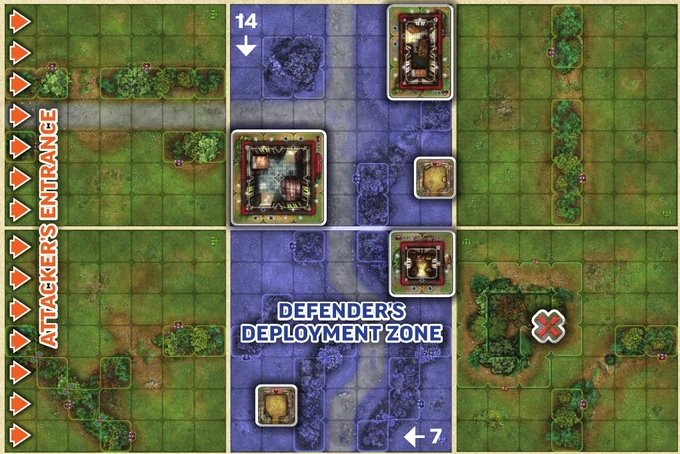 14
ATTACKER'S ENTRANCE
DEFENDER'S
DEPLOYMENT ZONE
7